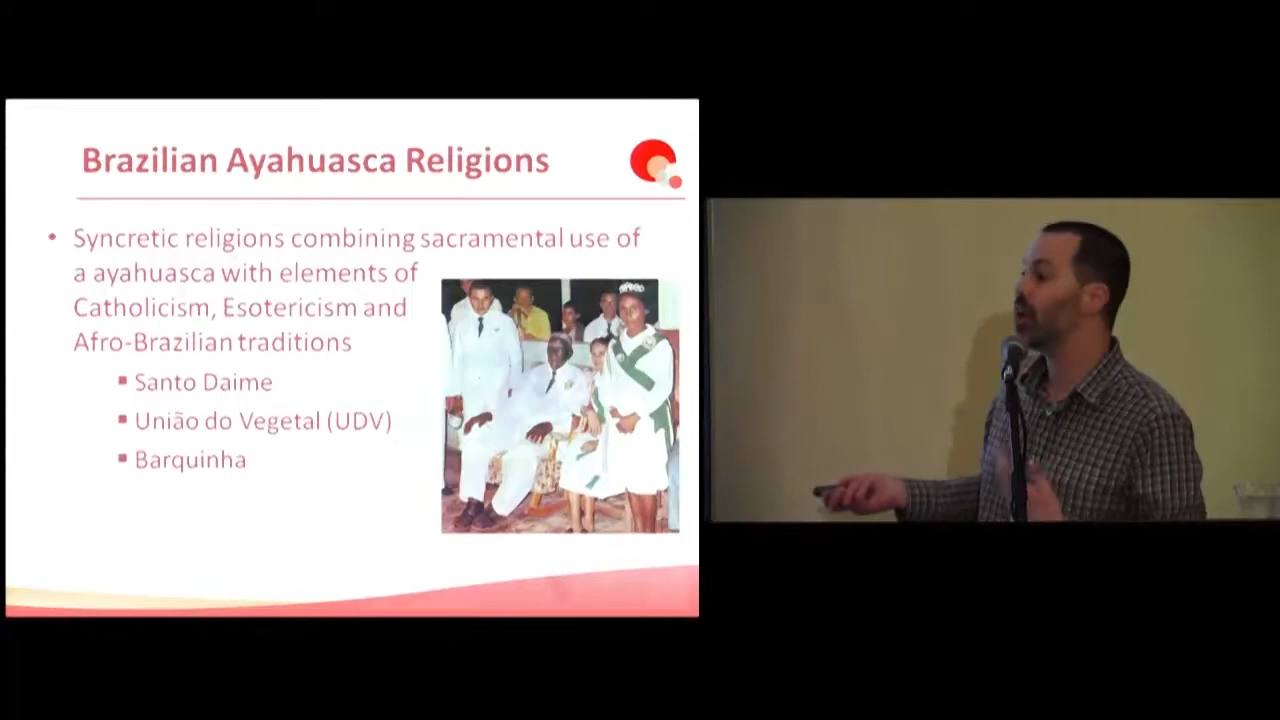 Brazilian Ayahuasca Religions
• Syncretic religions combining sacramental use of
a ayahuasca with elements of
Catholicism, Esotericism and
Afro-Brazilian traditions
▪ Santo Daime
▪ União do Vegetal (UDV)
▪ Barquinha